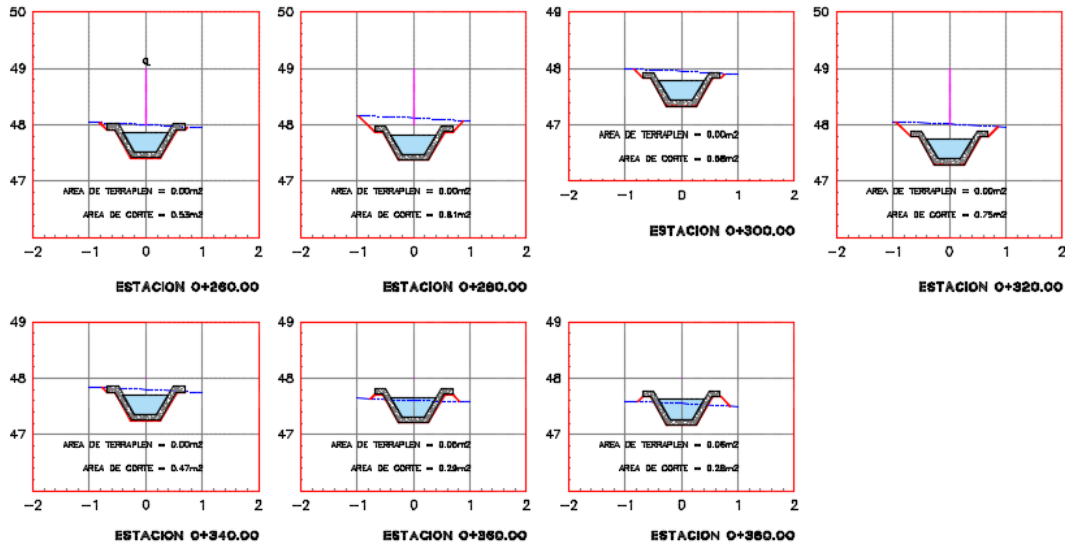 50
49
48
47
-2 -1 0 1 2
AREA DE TERRAPLEN = 0.00m2
AREA DE CORTE = 0.53m2
ESTACION 0+260.00
50
49
48
47
-2 -1 0 1 2
AREA DE TERRAPLEN = 0.00m2
AREA DE CORTE = 0.81m2
ESTACION 0+280.00
49
48
47
-2 -1 0 1 2
AREA DE TERRAPLEN = 0.00m2
AREA DE CORTE =
ESTACION 0+300.00
50
49
48
47
-2 -1 0 1 2
AREA DE TERRAPLEN = 0.00m2
AREA DE CORTE = 0.75m2
ESTACION 0+320.00
49
48
47
-2 -1 0 1 2
AREA DE TERRAPLEN = 0.00m2
AREA DE CORTE = 0.47m2
ESTACION 0+340.00
49
48
47
-2 -1 0 1 2
AREA DE TERRAPLEN =
AREA DE CORTE = 0.29m2
ESTACION 0+360.00
49
48
47
-2 -1 0 1 2
AREA DE TERRAPLEN =
AREA DE CORTE = 0.28m2
ESTACION 0+380.00